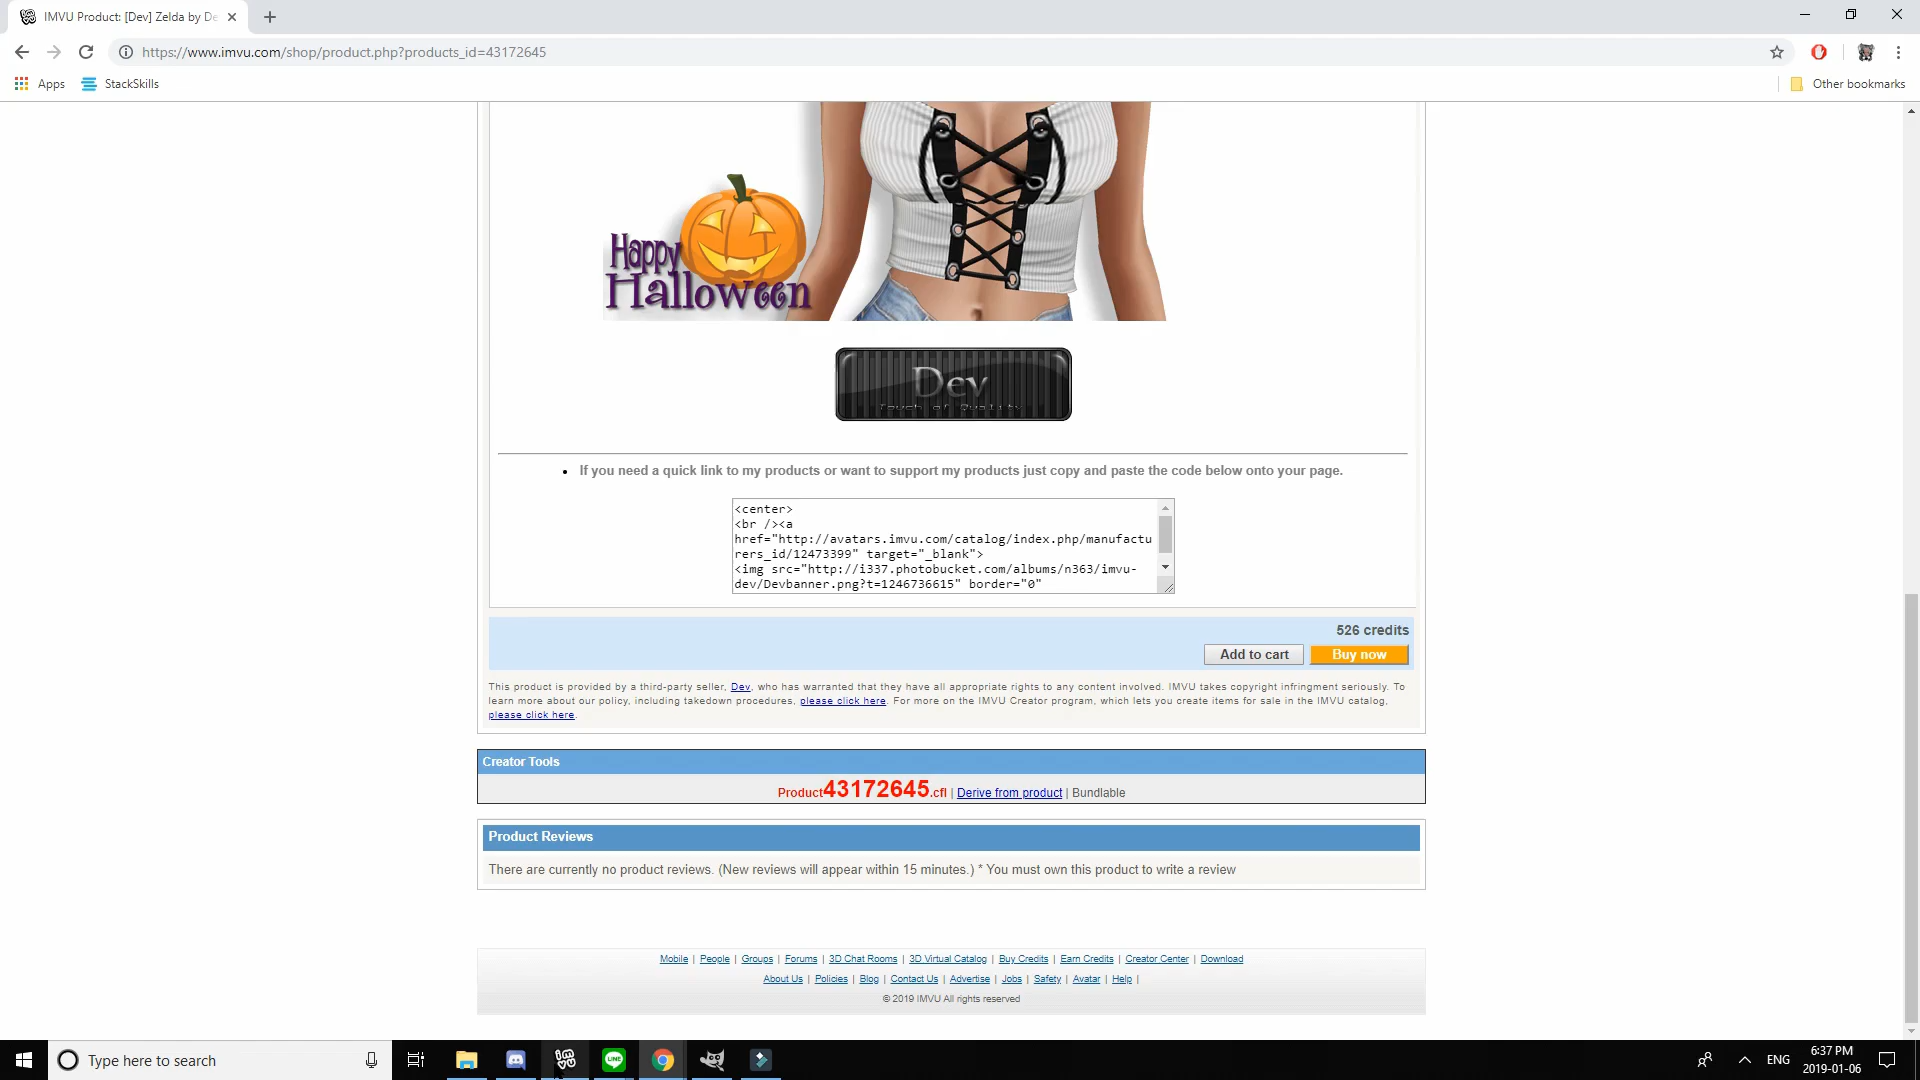 IMVU Product: [Dev] Zelda by De
https://www.imvu.com/shop/product.php?products_id=43172645
Apps
StackSkills
Other bookmarks
Happy
Halloween
Dev
Touch of Quality
If you need a quick link to my products or want to support my products just copy and paste the code below onto your page.
<center>
<br /><a
href="http://avatars.imvu.com/catalog/index.php/manufactu
rers_id/12473399" target="_blank">
<img src="http://i337.photobucket.com/albums/n363/imvu-
dev/Devbanner.png?t=1246736615" border="0"
526 credits
Add to cart
Buy now
This product is provided by a third-party seller, Dev, who has warranted that they have all appropriate rights to any content involved. IMVU takes copyright infringment seriously. To
learn more about our policy, including takedown procedures, please click here. For more on the IMVU Creator program, which lets you create items for sale in the IMVU catalog,
please click here.
Creator Tools
Product43172645.cfl | Derive from product | Bundlable
Product Reviews
There are currently no product reviews. (New reviews will appear within 15 minutes.) * You must own this product to write a review
Mobile | People | Groups | Forums | 3D Chat Rooms | 3D Virtual Catalog | Buy Credits | Earn Credits | Creator Center | Download
About Us | Policies | Blog | Contact Us | Advertise | Jobs | Safety | Avatar | Help |
© 2019 IMVU All rights reserved
Type here to search
LINE
ENG
6:37 PM
2019-01-06